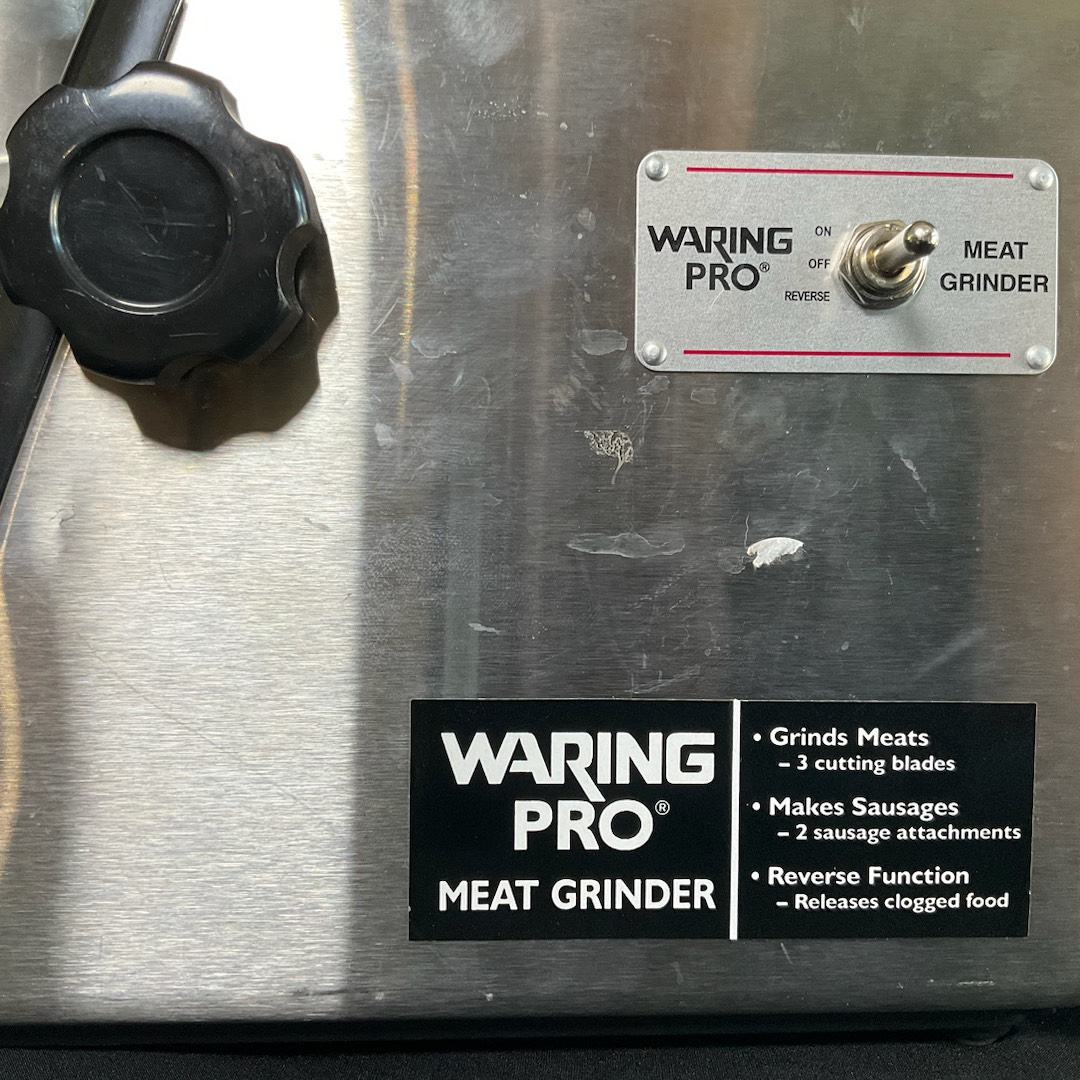 WARING
PRO®
ON
OFF
REVERSE
MEAT
GRINDER
WARING
PRO®
MEAT GRINDER
• Grinds Meats
– 3 cutting blades
• Makes Sausages
– 2 sausage attachments
• Reverse Function
– Releases clogged food